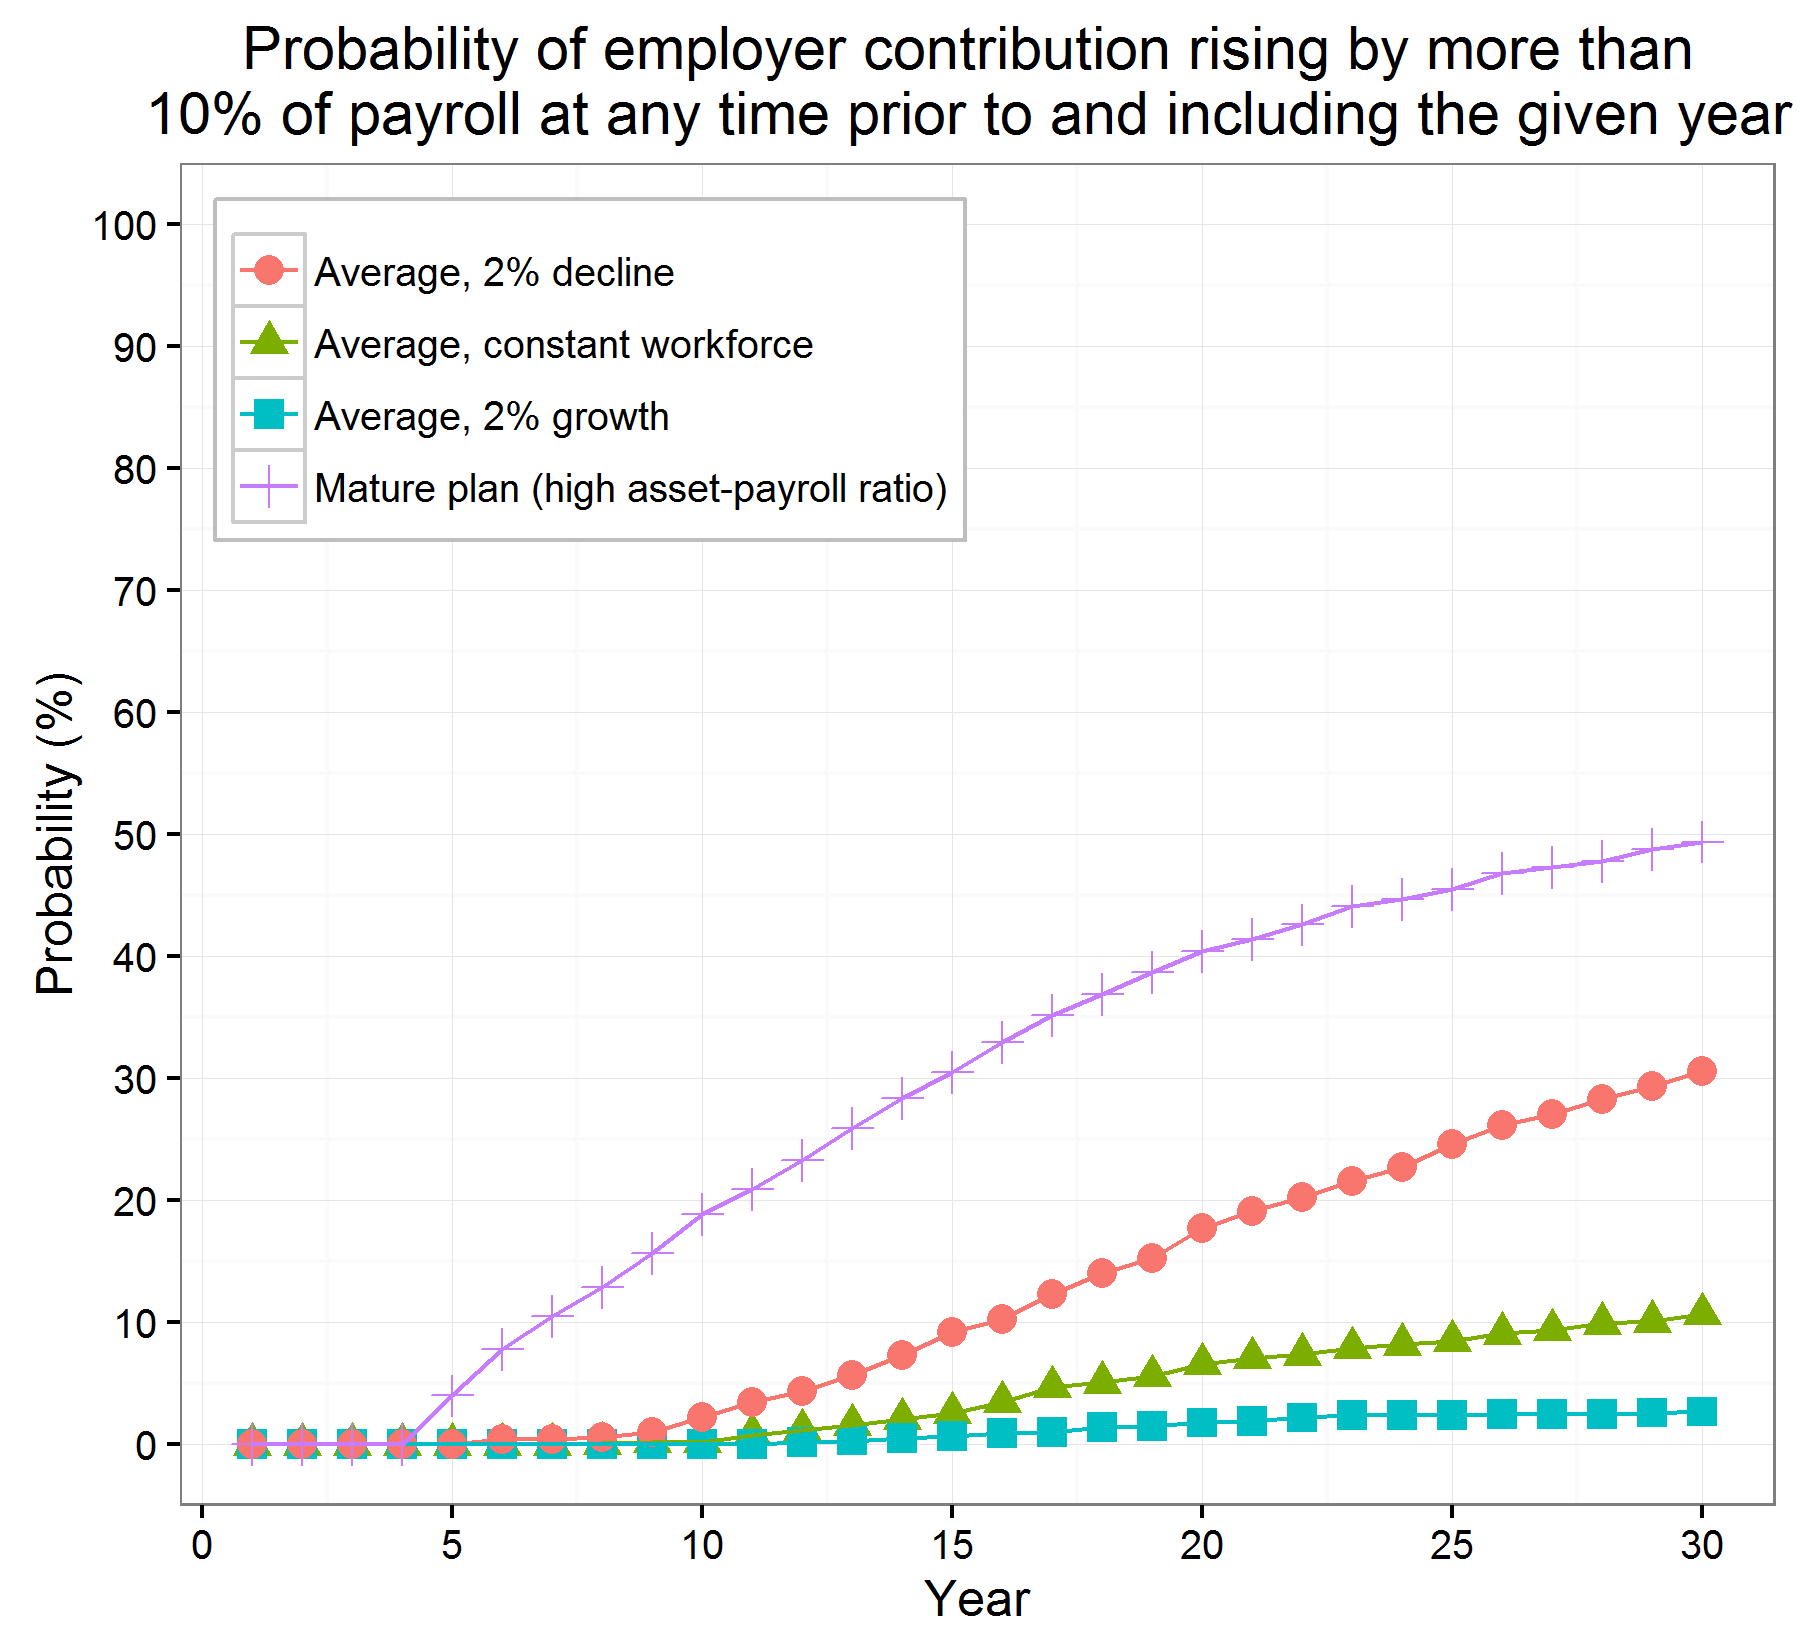 Probability of employer contribution rising by more than
10% of payroll at any time prior to and including the given year
Average, 2% decline
Average, constant workforce
Average, 2% growth
Mature plan (high asset-payroll ratio)
Probability (%)
100
90
80
70
60
50
40
30
20
10
0
0 5 10 15 20 25 30
Year